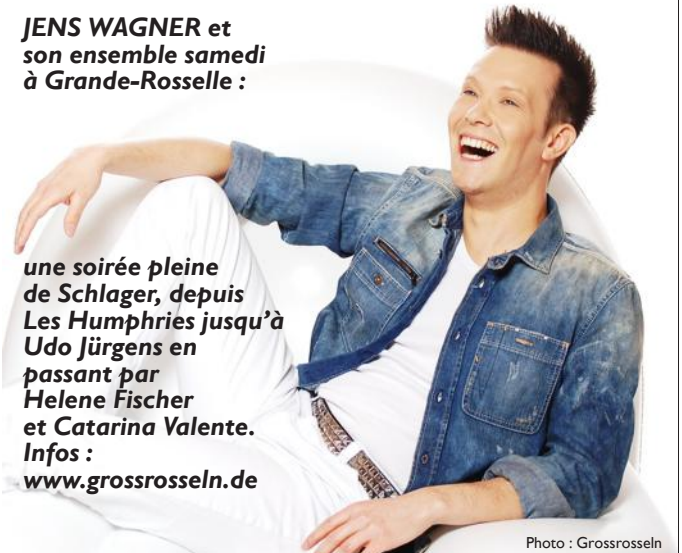 JENS WAGNER et
son ensemble samedi
à Grande-Rosselle :
une soirée pleine
de Schlager, depuis
Les Humphries jusqu’à
Udo Jürgens en
passant par
Helene Fischer
et Catarina Valente.
Infos :
www.grossrosseln.de
Photo : Grossrosseln